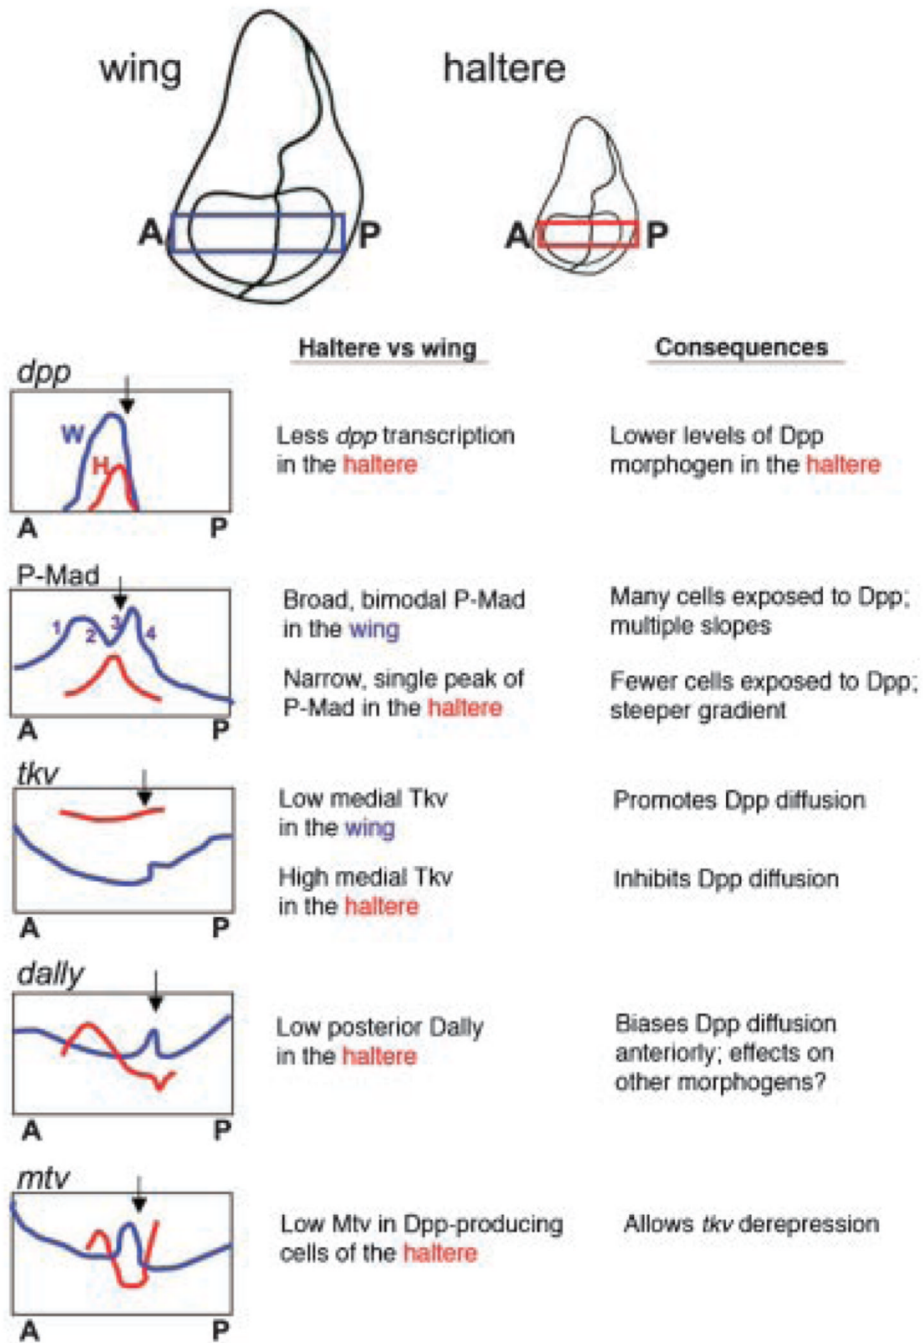 wing
haltere
A
P
A
P
Haltere vs wing
Consequences
dpp
W
H
A
P
Less dpp transcription
in the haltere
Lower levels of Dpp
morphogen in the haltere
P-Mad
1
2
3
4
A
P
Broad, bimodal P-Mad
in the wing
Many cells exposed to Dpp;
multiple slopes
Narrow, single peak of
P-Mad in the haltere
Fewer cells exposed to Dpp;
steeper gradient
tkv
A
P
Low medial Tkv
in the wing
Promotes Dpp diffusion
High medial Tkv
in the haltere
Inhibits Dpp diffusion
dally
A
P
Low posterior Dally
in the haltere
Biases Dpp diffusion
anteriorly; effects on
other morphogens?
mtv
A
P
Low Mtv in Dpp-producing
cells of the haltere
Allows tkv derepression